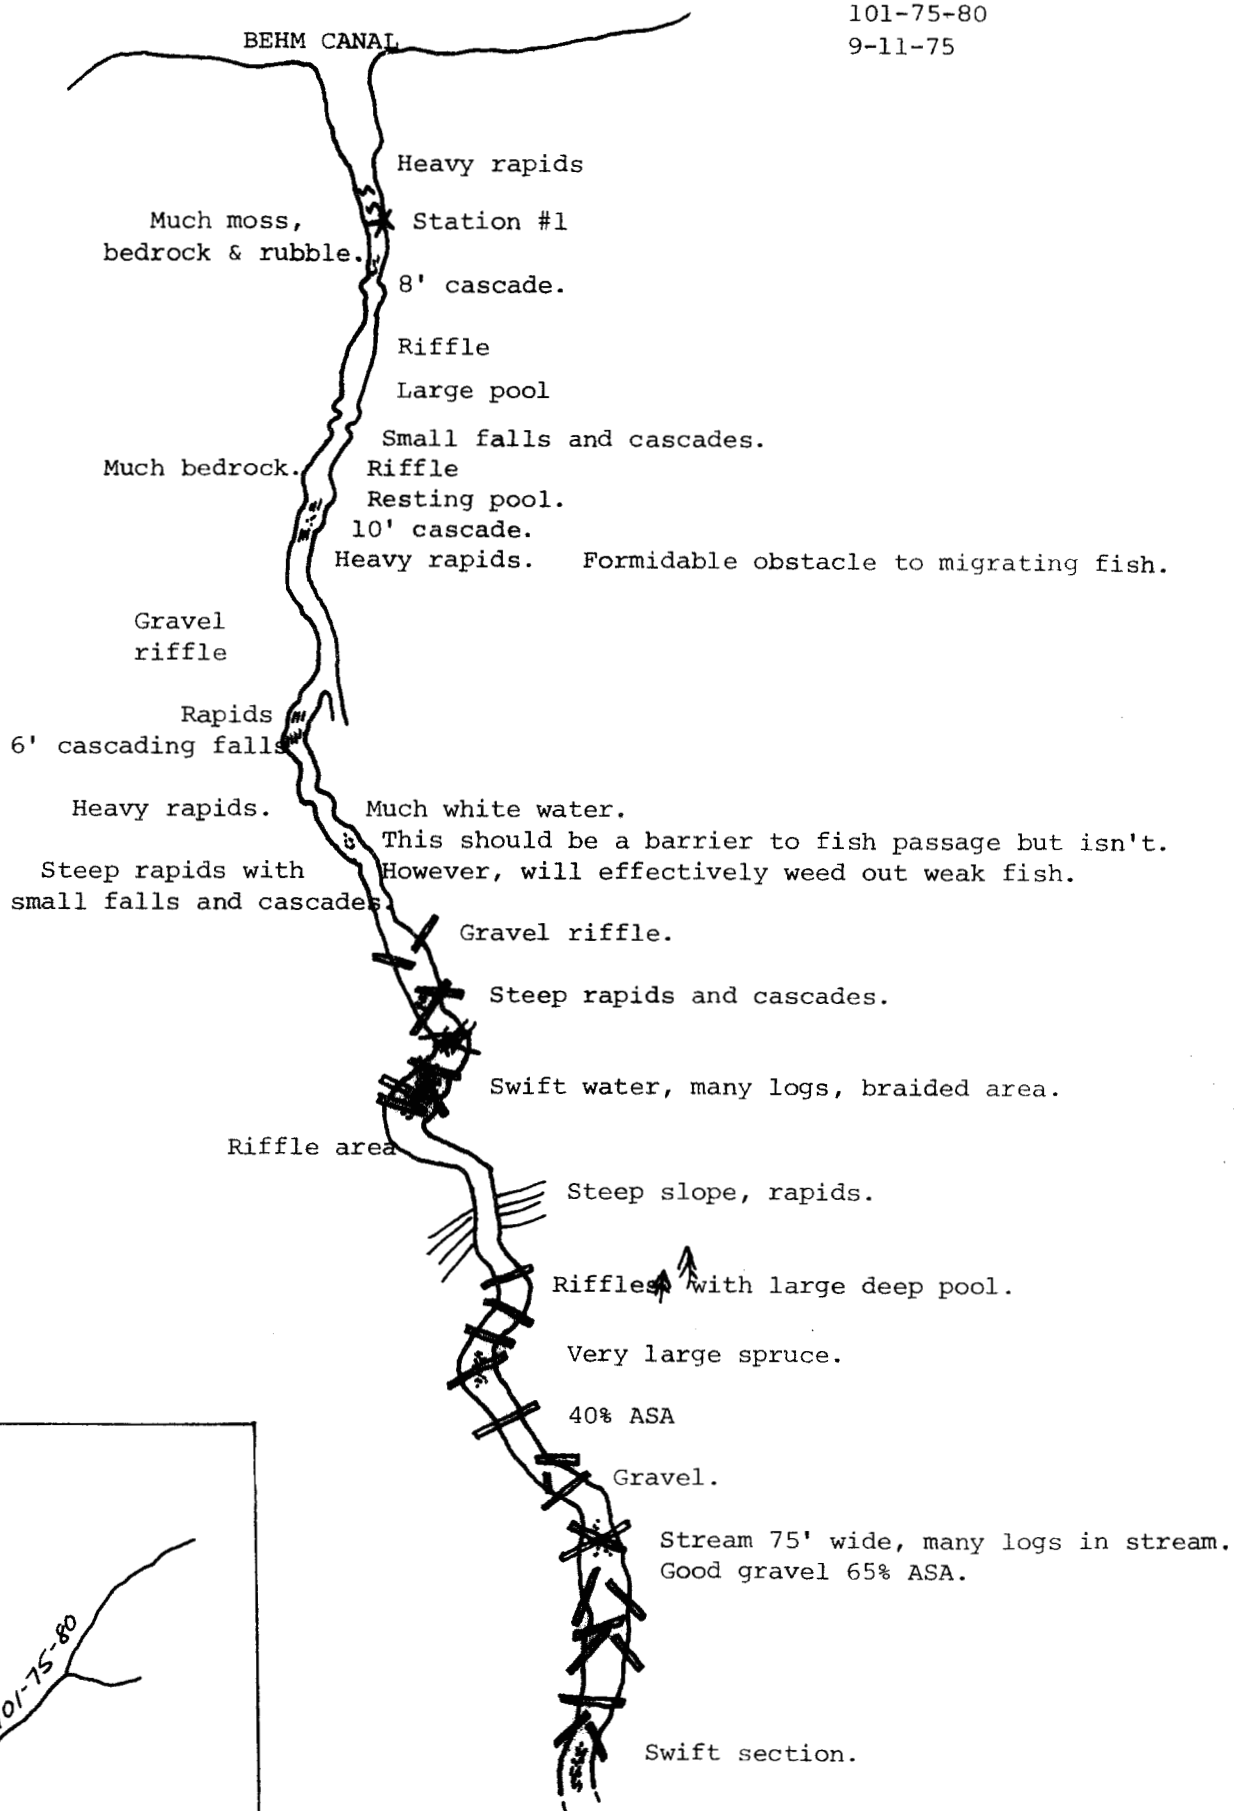 101-75-80
BEHM CANAL
9-11-75
Heavy rapids
Much moss,
Station #1
bedrock & rubble.
8' cascade.
Riffle
Large pool
Small falls and cascades.
Much bedrock.
Riffle
Resting pool.
10' cascade.
Heavy rapids. Formidable obstacle to migrating fish.
Gravel
riffle
Rapids
6' cascading falls
Heavy rapids.
Much white water.
This should be a barrier to fish passage but isn't.
Steep rapids with
However, will effectively weed out weak fish.
small falls and cascades.
Gravel riffle.
Steep rapids and cascades.
Swift water, many logs, braided area.
Riffle area
Steep slope, rapids.
Riffles with large deep pool.
Very large spruce.
40% ASA
Gravel.
Stream 75' wide, many logs in stream.
Good gravel 65% ASA.
101-75-80
Swift section.